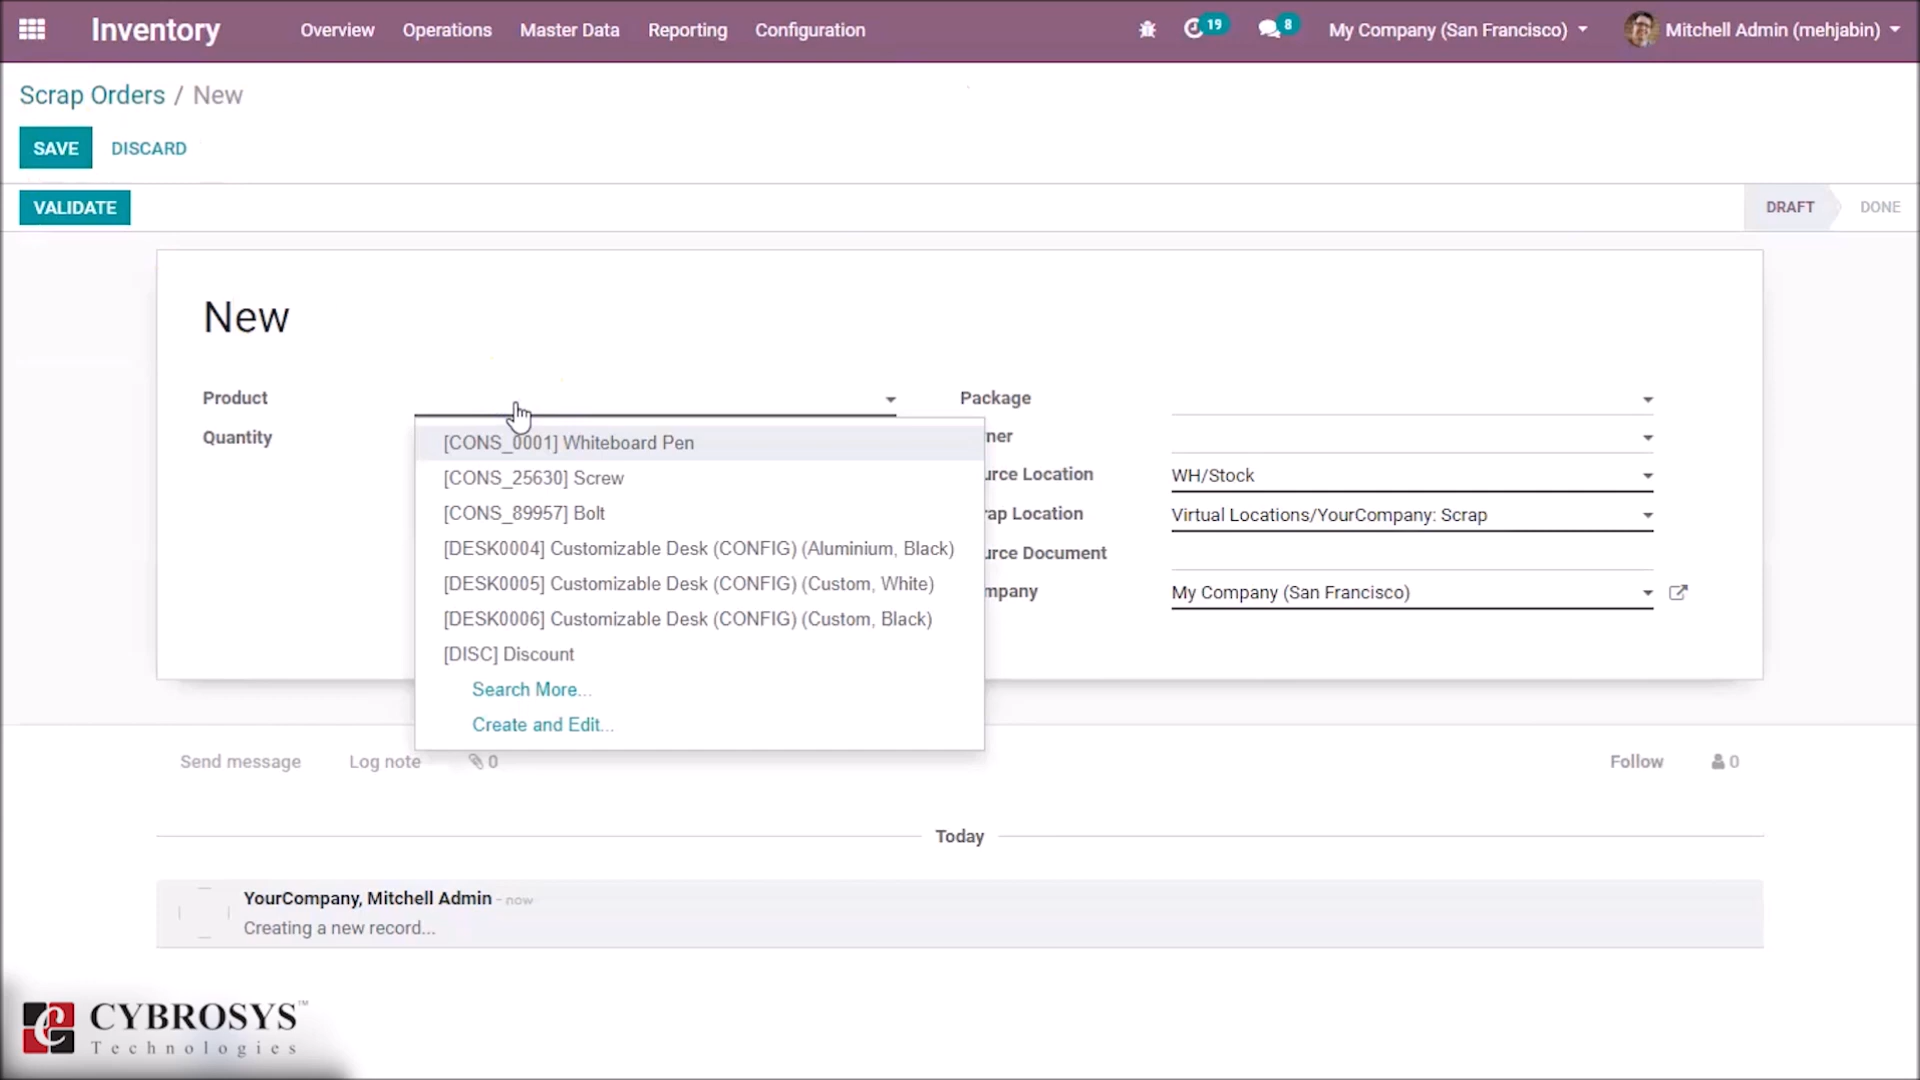 Inventory
Overview
Operations
Master Data
Reporting
Configuration
19
8
My Company (San Francisco)
Mitchell Admin (mehjabin)
Scrap Orders / New
SAVE
DISCARD
VALIDATE
DRAFT
DONE
New
Product
Quantity
[CONS_0001] Whiteboard Pen
[CONS_25630] Screw
[CONS_89957] Bolt
[DESK0004] Customizable Desk (CONFIG) (Aluminium, Black)
[DESK0005] Customizable Desk (CONFIG) (Custom, White)
[DESK0006] Customizable Desk (CONFIG) (Custom, Black)
[DISC] Discount
Search More...
Create and Edit...
Package
ner
urce Location
WH/Stock
rap Location
Virtual Locations/YourCompany: Scrap
urce Document
mpany
My Company (San Francisco)
Send message
Log note
0
Follow
0
Today
YourCompany, Mitchell Admin - now
Creating a new record...
CYBROSYS™
Technologies